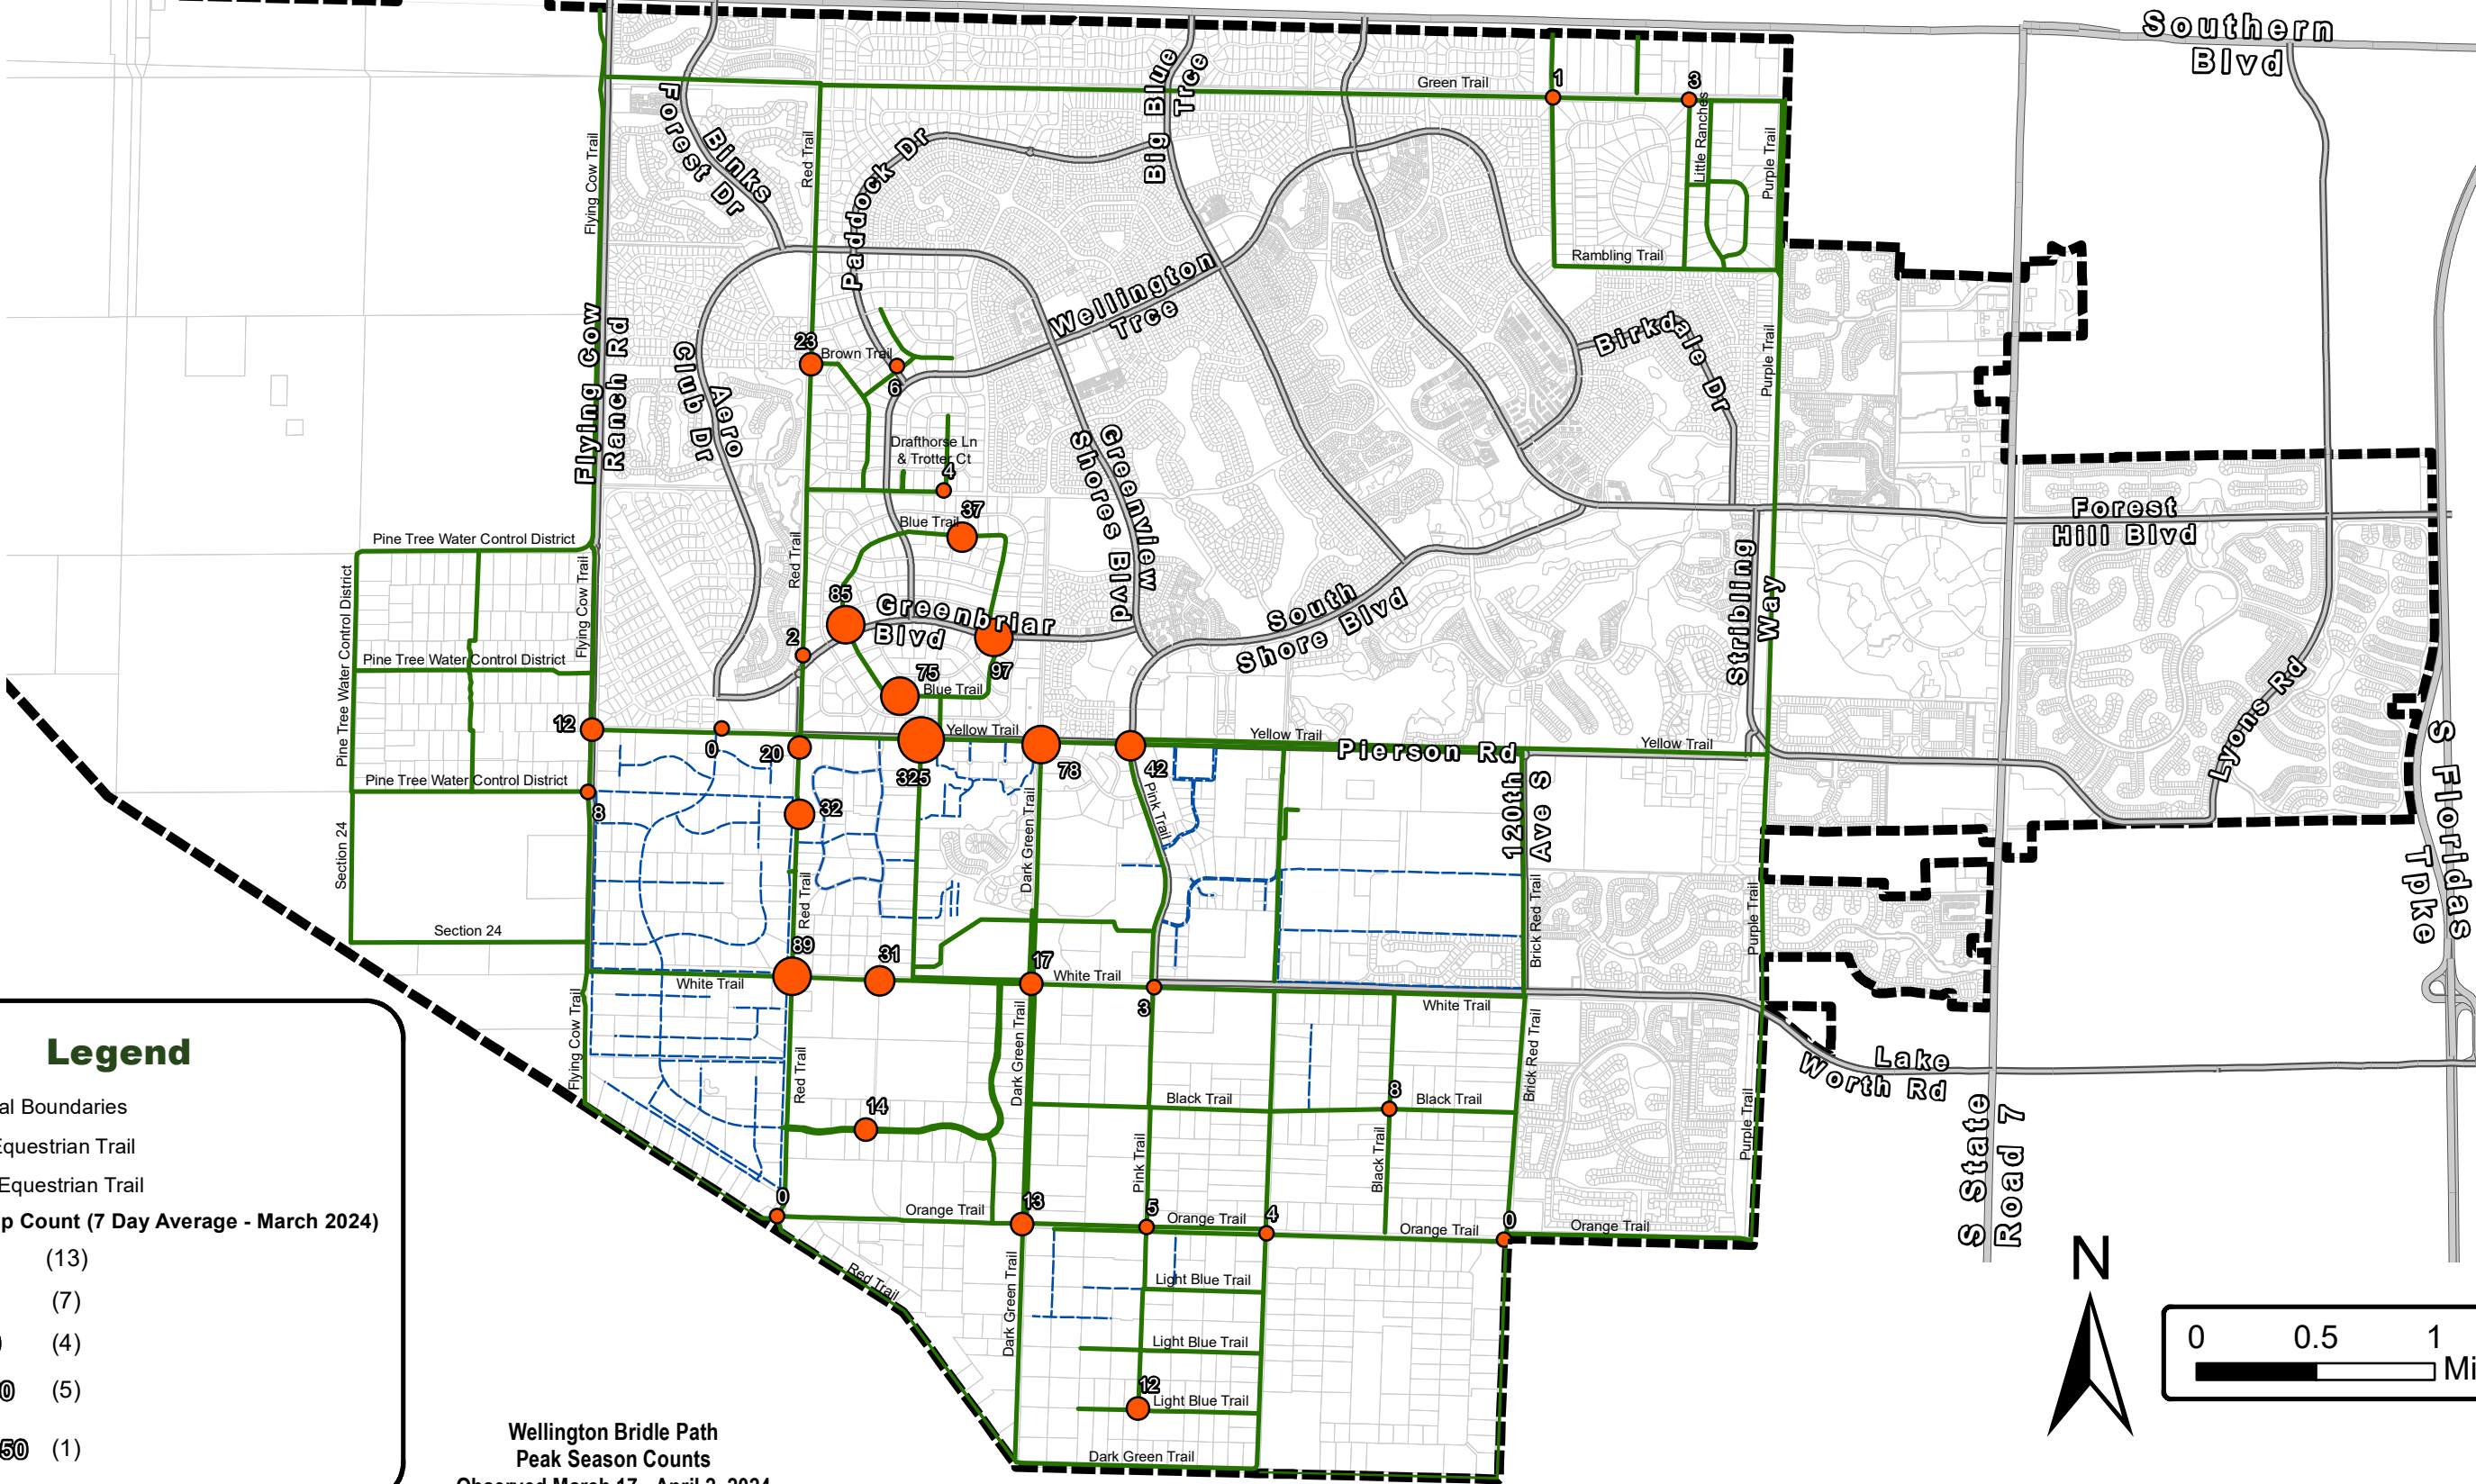 Southern
Blvd
Big Blue
Trce
Green Trail
1
3
Forest Dr
Binks
Paddock Dr
Red Trail
Flying Cow Trail
Little Ranches
Purple Trail
Rambling Trail
Wellington
Trce
Birkdale Dr
Purple Trail
Flying Cow
Ranch Rd
23
Brown Trail
6
Club Dr
Aero
Drafthorse Ln
& Trotter Ct
4
Greenview
Shores Blvd
37
Blue Trail
Forest
Hill Blvd
Pine Tree Water Control District
Pine Tree Water Control District
Flying Cow Trail
Red Trail
85
Greenbriar
Blvd
2
97
75
Blue Trail
South
Shore Blvd
Stribling
Way
Pine Tree Water Control District
Lyons Rd
S Floridas
Tpke
12
0
20
Yellow Trail
325
78
42
Yellow Trail
Pierson Rd
Yellow Trail
Pine Tree Water Control District
8
32
Dark Green Trail
Pink Trail
120th
Ave S
Section 24
Section 24
Red Trail
Brick Red Trail
Purple Trail
89
31
17
White Trail
White Trail
3
White Trail
Flying Cow Trail
Red Trail
Dark Green Trail
Brick Red Trail
Lake
Worth Rd
14
Black Trail
8
Black Trail
Pink Trail
Black Trail
Purple Trail
S State
Road 7
0
Orange Trail
13
5
Orange Trail
4
Orange Trail
0
Orange Trail
Red Trail
Dark Green Trail
Light Blue Trail
Light Blue Trail
12
Light Blue Trail
Dark Green Trail
Legend
al Boundaries
Equestrian Trail
Equestrian Trail
p Count (7 Day Average - March 2024)
(13)
(7)
(4)
0 (5)
50 (1)
Wellington Bridle Path
Peak Season Counts
Observed March 17 - April 2, 2024
N
0 0.5 1
Mi